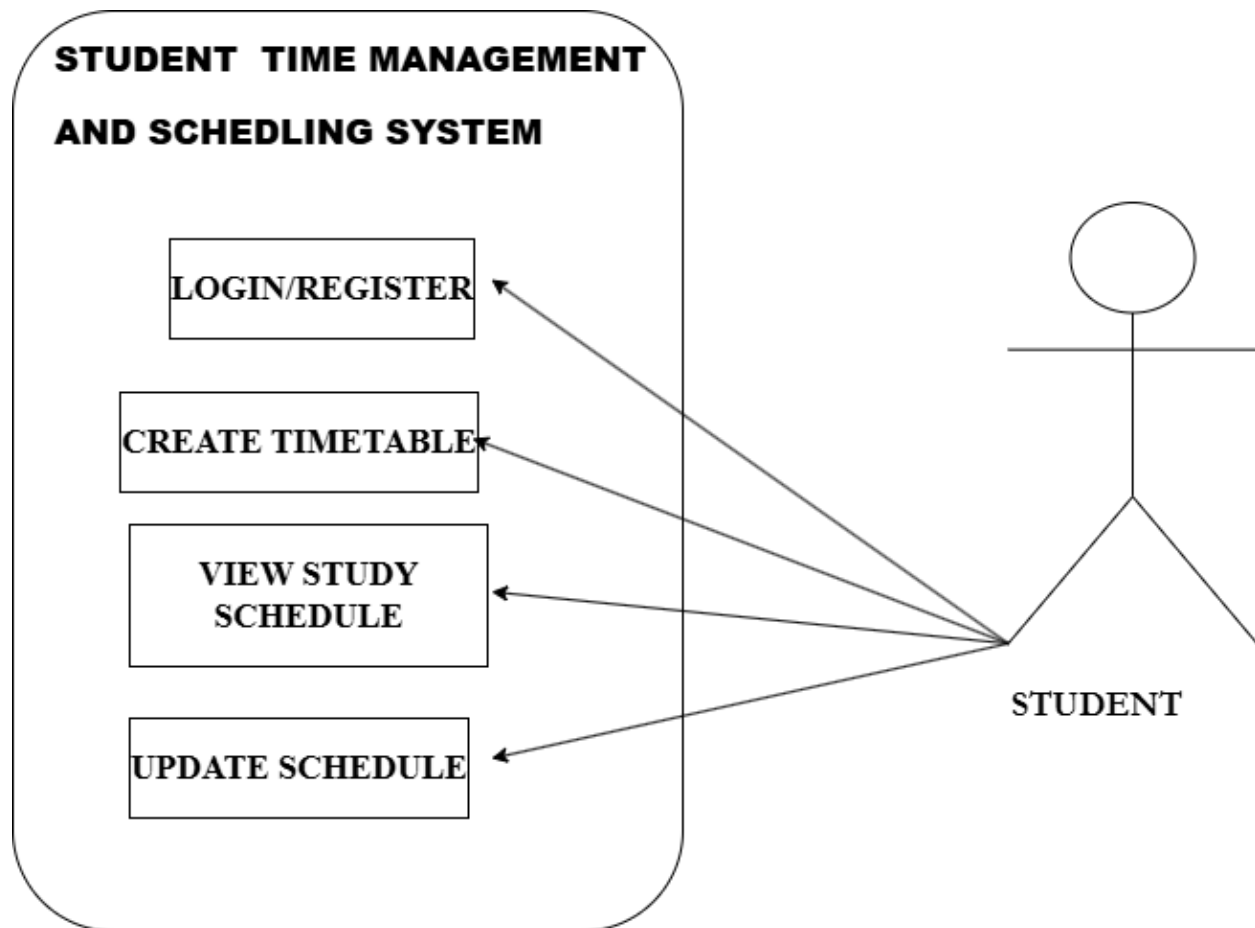 STUDENT TIME MANAGEMENT
AND SCHEDLING SYSTEM
LOGIN/REGISTER
CREATE TIMETABLE
VIEW STUDY
SCHEDULE
UPDATE SCHEDULE
STUDENT